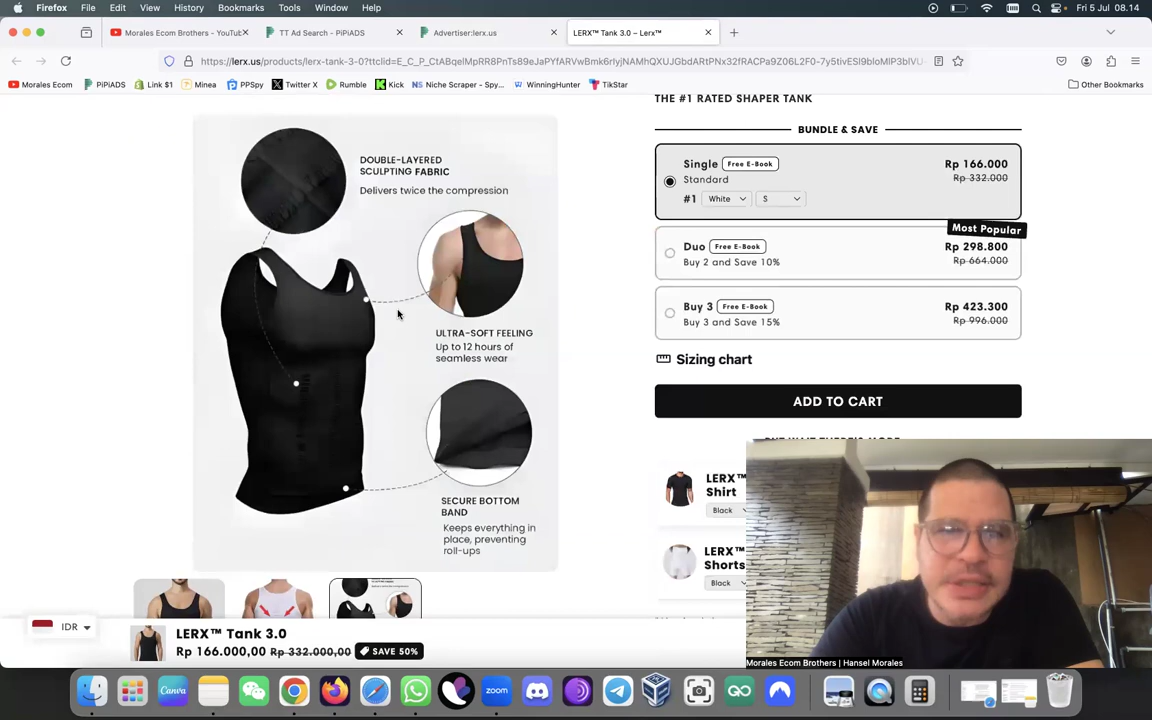 Firefox File Edit View History Bookmarks Tools Window Help Fri 5 Jul 08.14
Morales Ecom Brothers - YouTub
TT Ad Search - PiPiADS
Advertiser:lerx.us
LERX™ Tank 3.0 – Lerx™
Morales Ecom PiPiADS Link $1 Minea PPSpy Twitter X Rumble Kick Niche Scraper - Spy... WinningHunter TikStar Other Bookmarks
THE #1 RATED SHAPER TANK
BUNDLE & SAVE
DOUBLE-LAYERED
SCULPTING FABRIC
Delivers twice the compression
ULTRA-SOFT FEELING
Up to 12 hours of
seamless wear
SECURE BOTTOM
BAND
Keeps everything in
place, preventing
roll-ups
Single Free E-Book Rp 166.000
Standard Rp 332.000
#1 White S
Most Popular
Duo Free E-Book Rp 298.800
Buy 2 and Save 10% Rp 664.000
Buy 3 Free E-Book Rp 423.300
Buy 3 and Save 15% Rp 996.000
Sizing chart
ADD TO CART
LERX™
Shirt
Black
LERX™
Shorts
Black
IDR
LERX™ Tank 3.0
Rp 166.000,00 Rp 332.000,00 SAVE 50%
Morales Ecom Brothers | Hansel Morales
Canva
zoom
GO